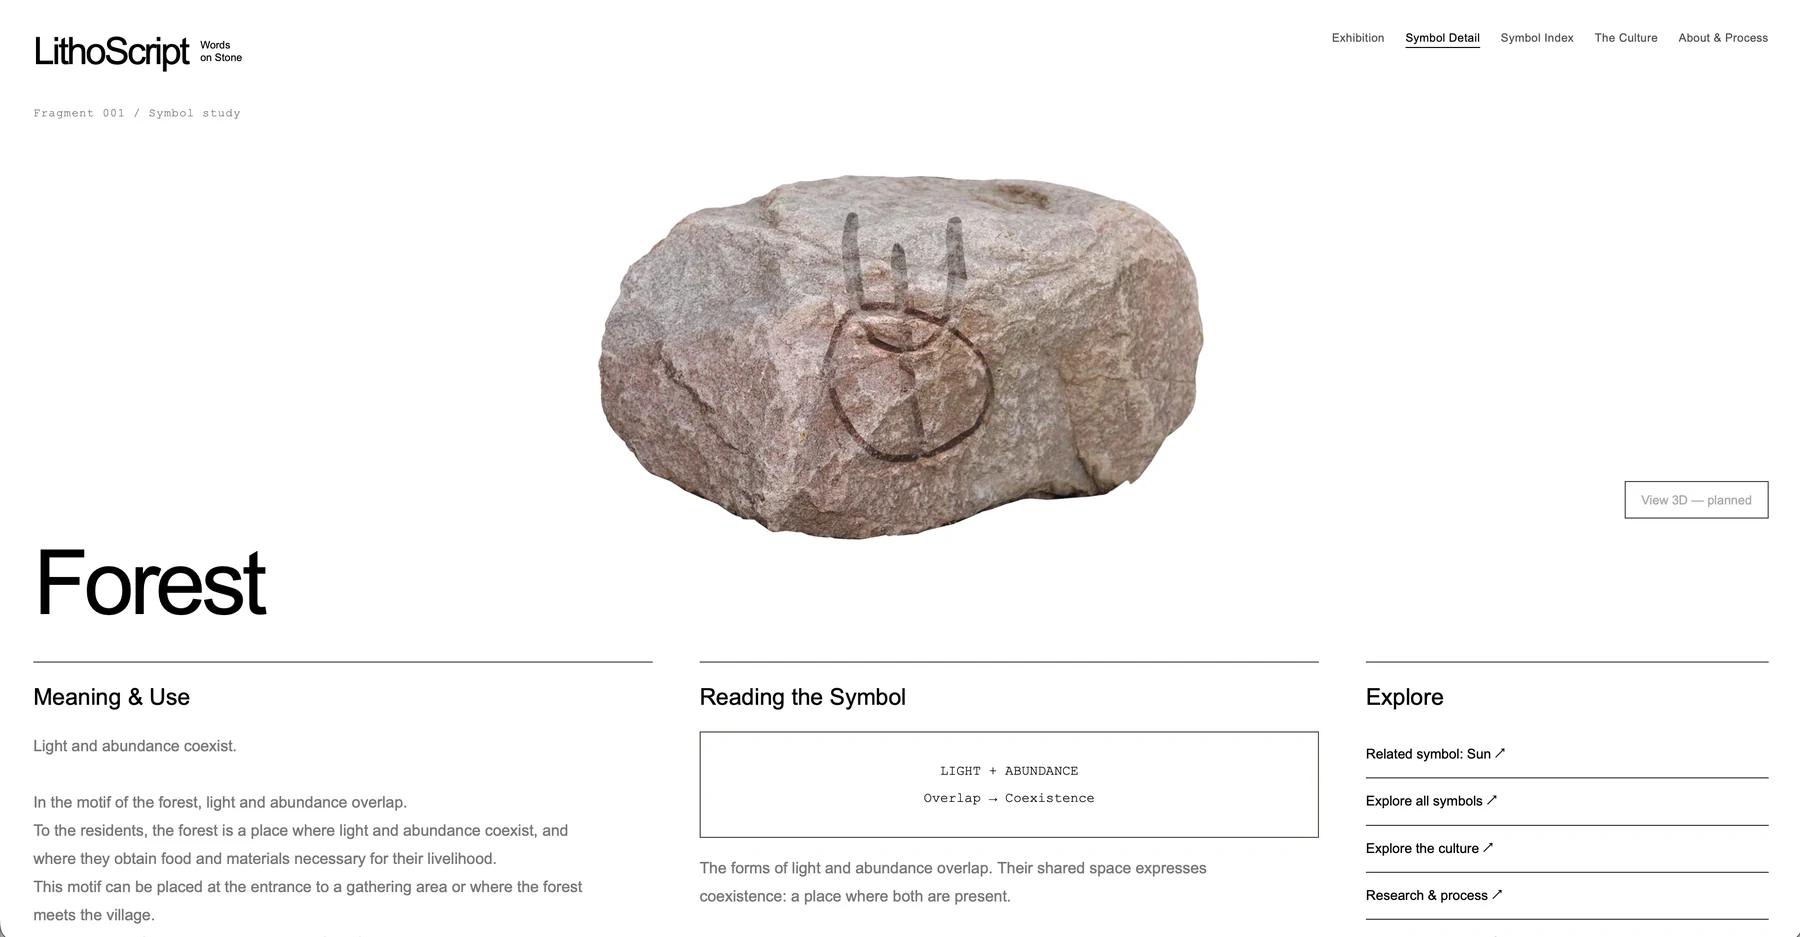 LithoScript
Words
on Stone
Exhibition
Symbol Detail
Symbol Index
The Culture
About & Process
Fragment 001 / Symbol study
View 3D — planned
Forest
Meaning & Use
Light and abundance coexist.
In the motif of the forest, light and abundance overlap.
To the residents, the forest is a place where light and abundance coexist, and
where they obtain food and materials necessary for their livelihood.
This motif can be placed at the entrance to a gathering area or where the forest
meets the village.
Reading the Symbol
LIGHT + ABUNDANCE
Overlap → Coexistence
The forms of light and abundance overlap. Their shared space expresses
coexistence: a place where both are present.
Explore
Related symbol: Sun ↗
Explore all symbols ↗
Explore the culture ↗
Research & process ↗